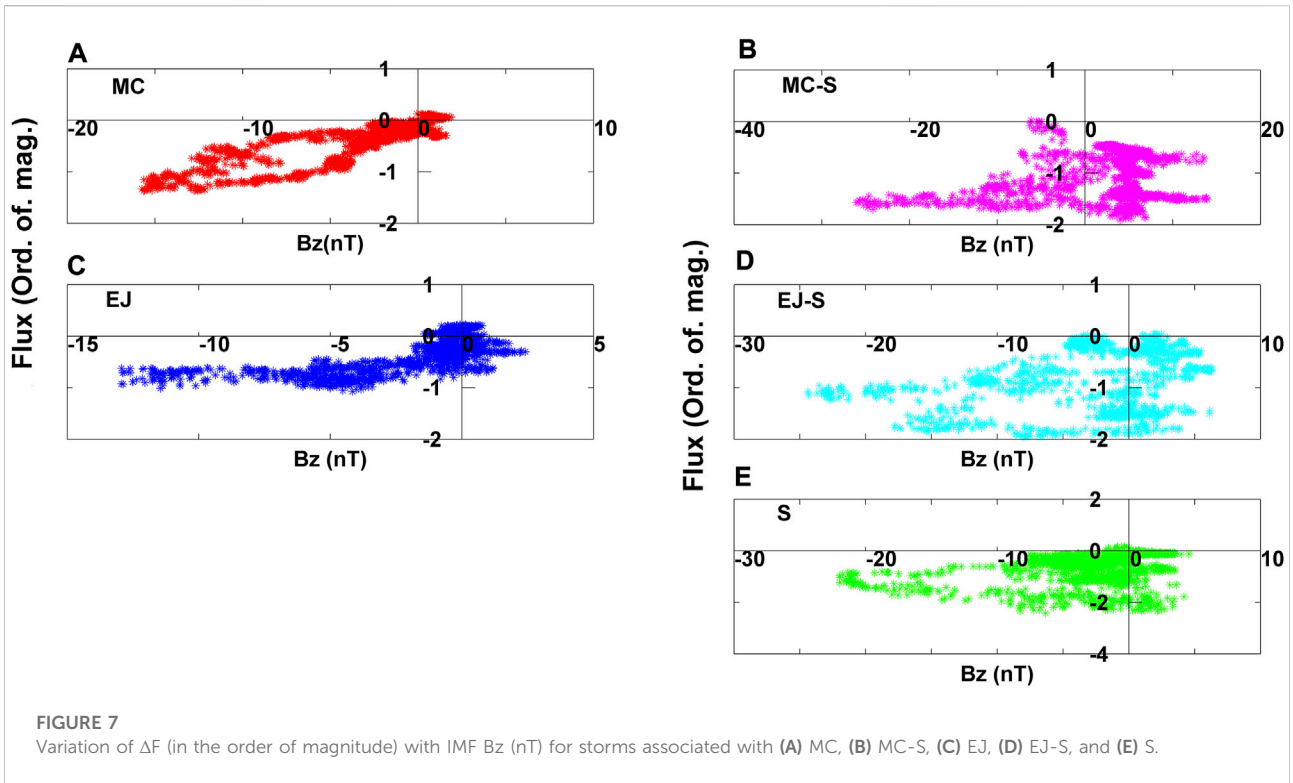 A
1
MC
-20
-10
0
0
10
-1
-2
Bz(nT)
B
1
MC-S
-40
-20
0
20
-1
-2
Bz (nT)
Flux (Ord. of. mag.)
C
1
EJ
0
-15
-10
-5
0
5
-1
-2
Bz (nT)
Flux (Ord. of. mag.)
D
1
EJ-S
0
-30
-20
-10
0
10
-1
-2
Bz (nT)
E
2
S
0
-30
-20
-10
0
10
-2
-4
Bz (nT)
FIGURE 7
Variation of ΔF (in the order of magnitude) with IMF Bz (nT) for storms associated with (A) MC, (B) MC-S, (C) EJ, (D) EJ-S, and (E) S.